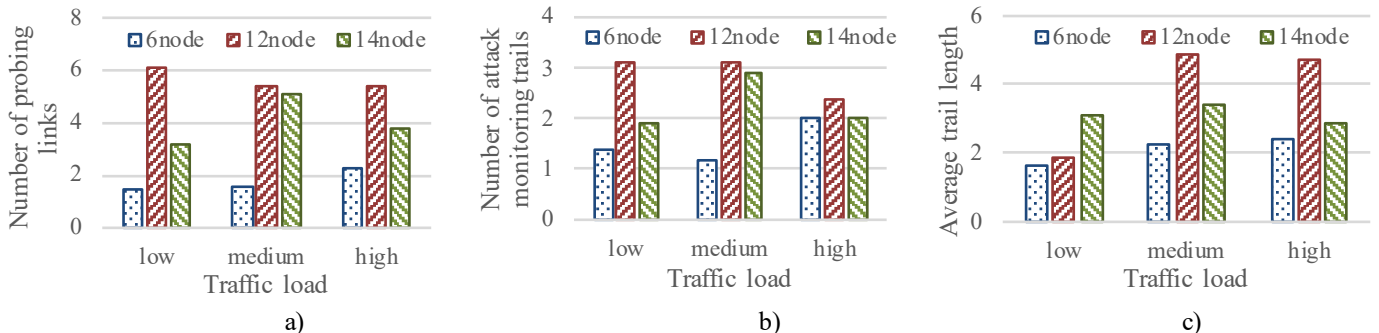 Number of probing
links
8
6
4
2
0
6node 12node 14node
low medium high
Traffic load
a)
Number of attack
monitoring trails
4
3
2
1
0
6node 12node 14node
low medium high
Traffic load
b)
Average trail length
6
4
2
0
6node 12node 14node
low medium high
Traffic load
c)